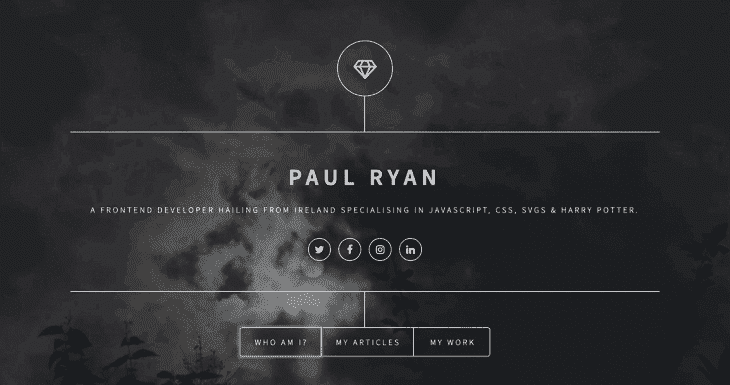 PAUL RYAN
A FRONTEND DEVELOPER HAILING FROM IRELAND SPECIALISING IN JAVASCRIPT, CSS, SVGS & HARRY POTTER.
WHO AM I? MY ARTICLES MY WORK